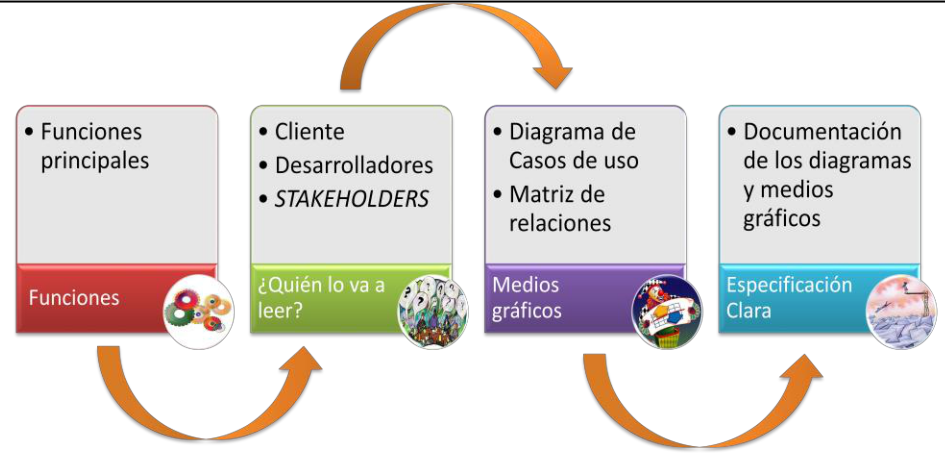 • Funciones
principales
Funciones
• Cliente
• Desarrolladores
• STAKEHOLDERS
¿Quién lo va a
leer?
• Diagrama de
Casos de uso
• Matriz de
relaciones
Medios
gráficos
• Documentación
de los diagramas
y medios
gráficos
Especificación
Clara